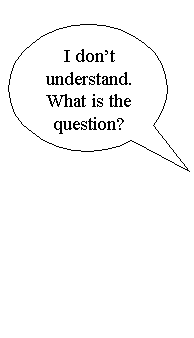 I don’t
understand.
What is the
question?